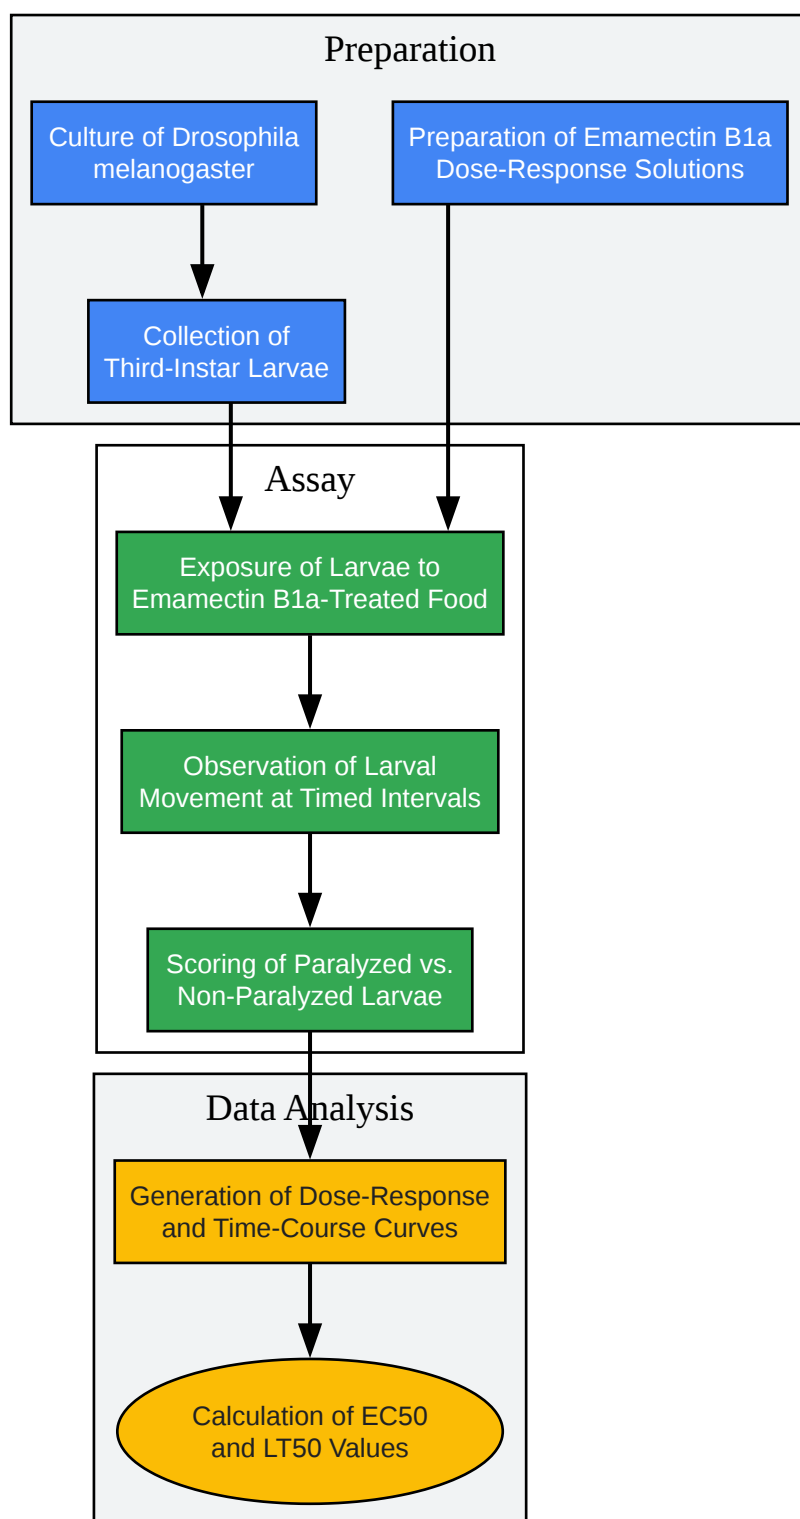 Preparation
Culture of Drosophila
melanogaster
Preparation of Emamectin B1a
Dose-Response Solutions
Collection of
Third-Instar Larvae
Assay
Exposure of Larvae to
Emamectin B1a-Treated Food
Observation of Larval
Movement at Timed Intervals
Scoring of Paralyzed vs.
Non-Paralyzed Larvae
Data Analysis
Generation of Dose-Response
and Time-Course Curves
Calculation of EC50
and LT50 Values